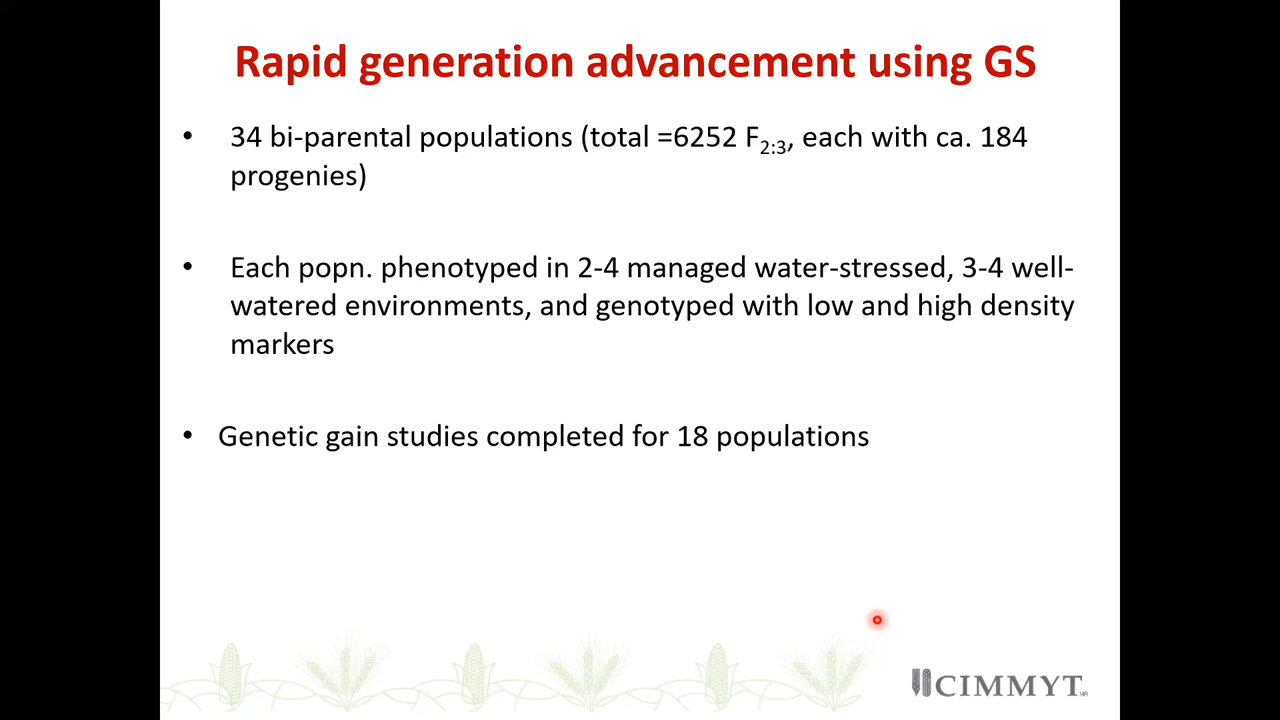 Rapid generation advancement using GS
• 34 bi-parental populations (total =6252 F2:3, each with ca. 184
progenies)
• Each popn. phenotyped in 2-4 managed water-stressed, 3-4 well-
watered environments, and genotyped with low and high density
markers
• Genetic gain studies completed for 18 populations
CIMMYT